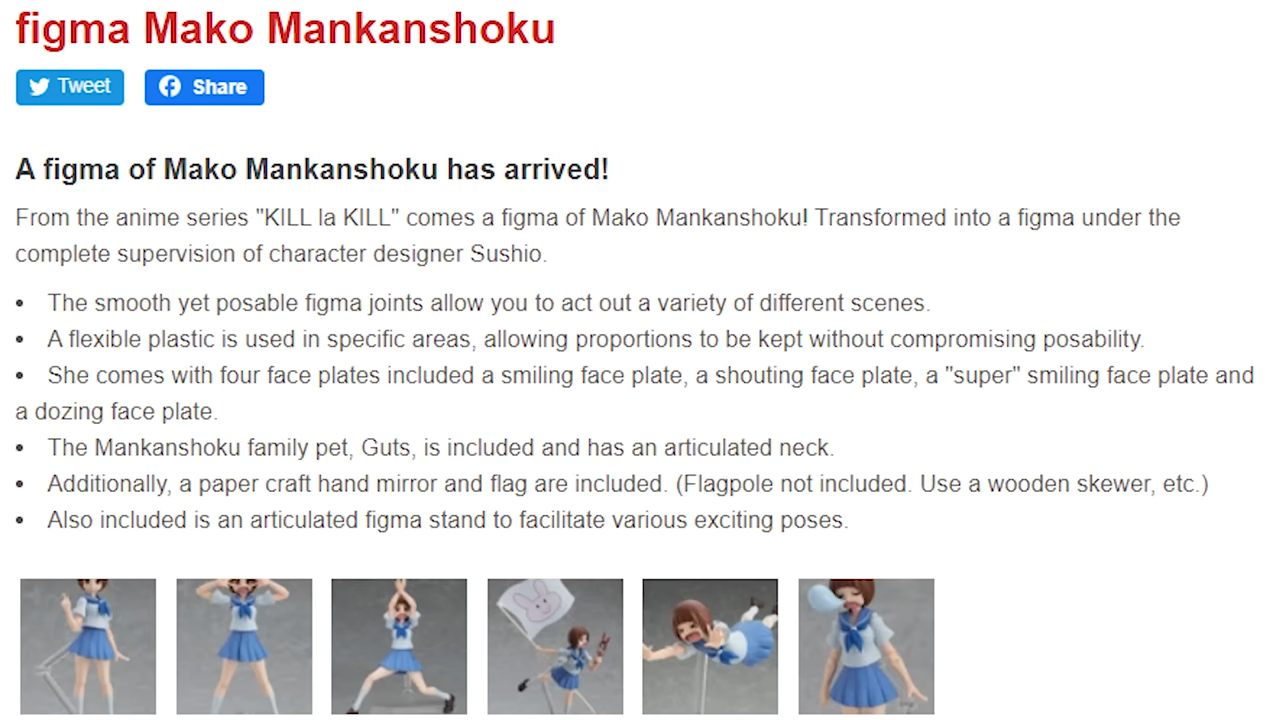 figma Mako Mankanshoku
Tweet Share
A figma of Mako Mankanshoku has arrived!
From the anime series "KILL la KILL" comes a figma of Mako Mankanshoku! Transformed into a figma under the
complete supervision of character designer Sushio.
• The smooth yet posable figma joints allow you to act out a variety of different scenes.
• A flexible plastic is used in specific areas, allowing proportions to be kept without compromising posability.
• She comes with four face plates included a smiling face plate, a shouting face plate, a "super" smiling face plate and
a dozing face plate.
• The Mankanshoku family pet, Guts, is included and has an articulated neck.
• Additionally, a paper craft hand mirror and flag are included. (Flagpole not included. Use a wooden skewer, etc.)
• Also included is an articulated figma stand to facilitate various exciting poses.